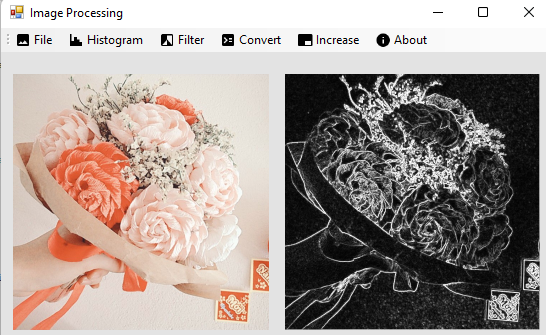 Image Processing
File Histogram Filter Convert Increase About